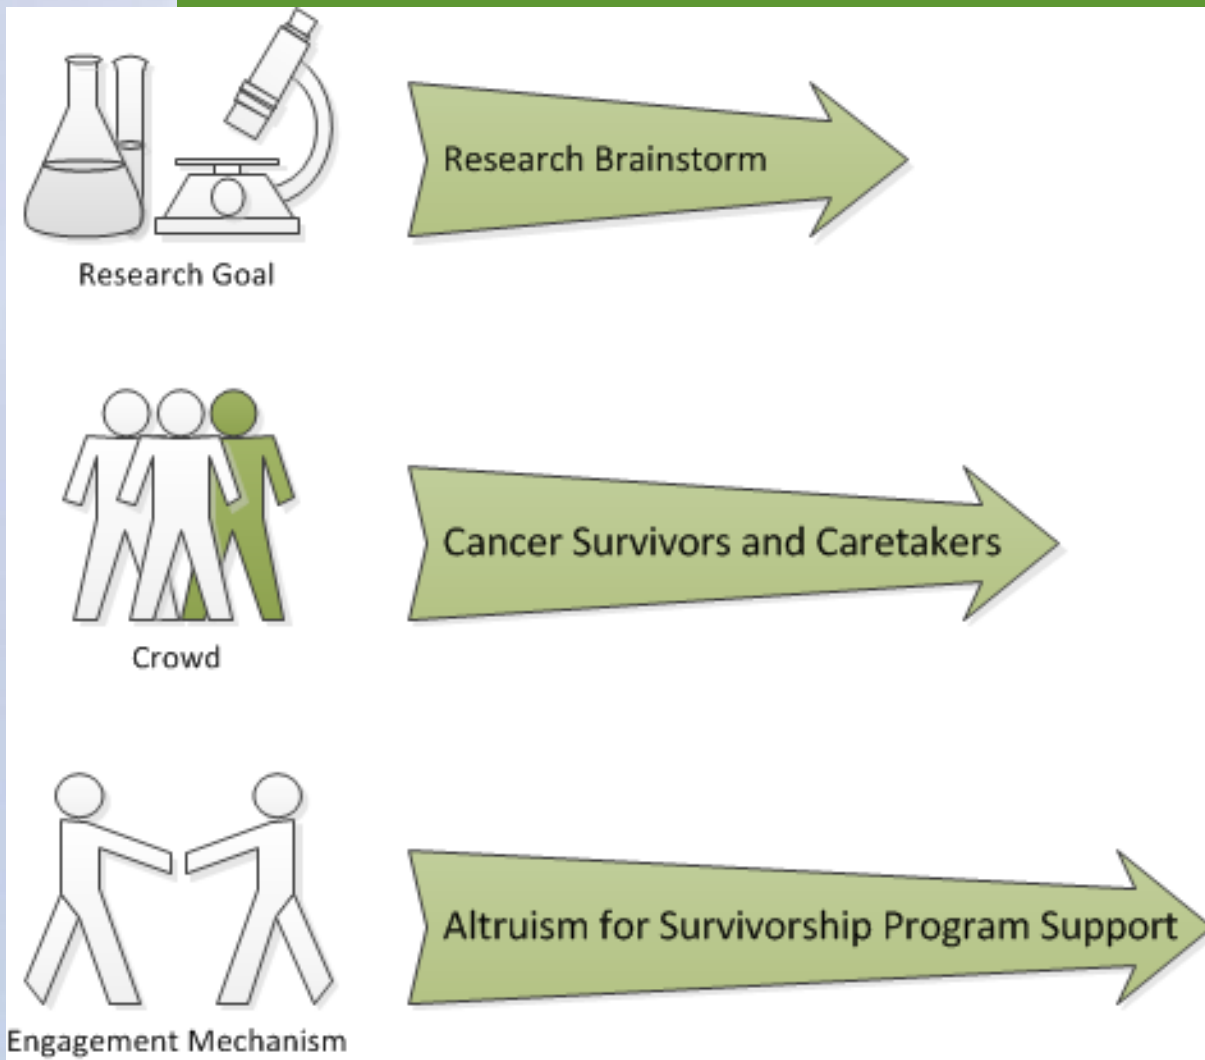 Research Brainstorm
Research Goal
Cancer Survivors and Caretakers
Crowd
Altruism for Survivorship Program Support
Engagement Mechanism